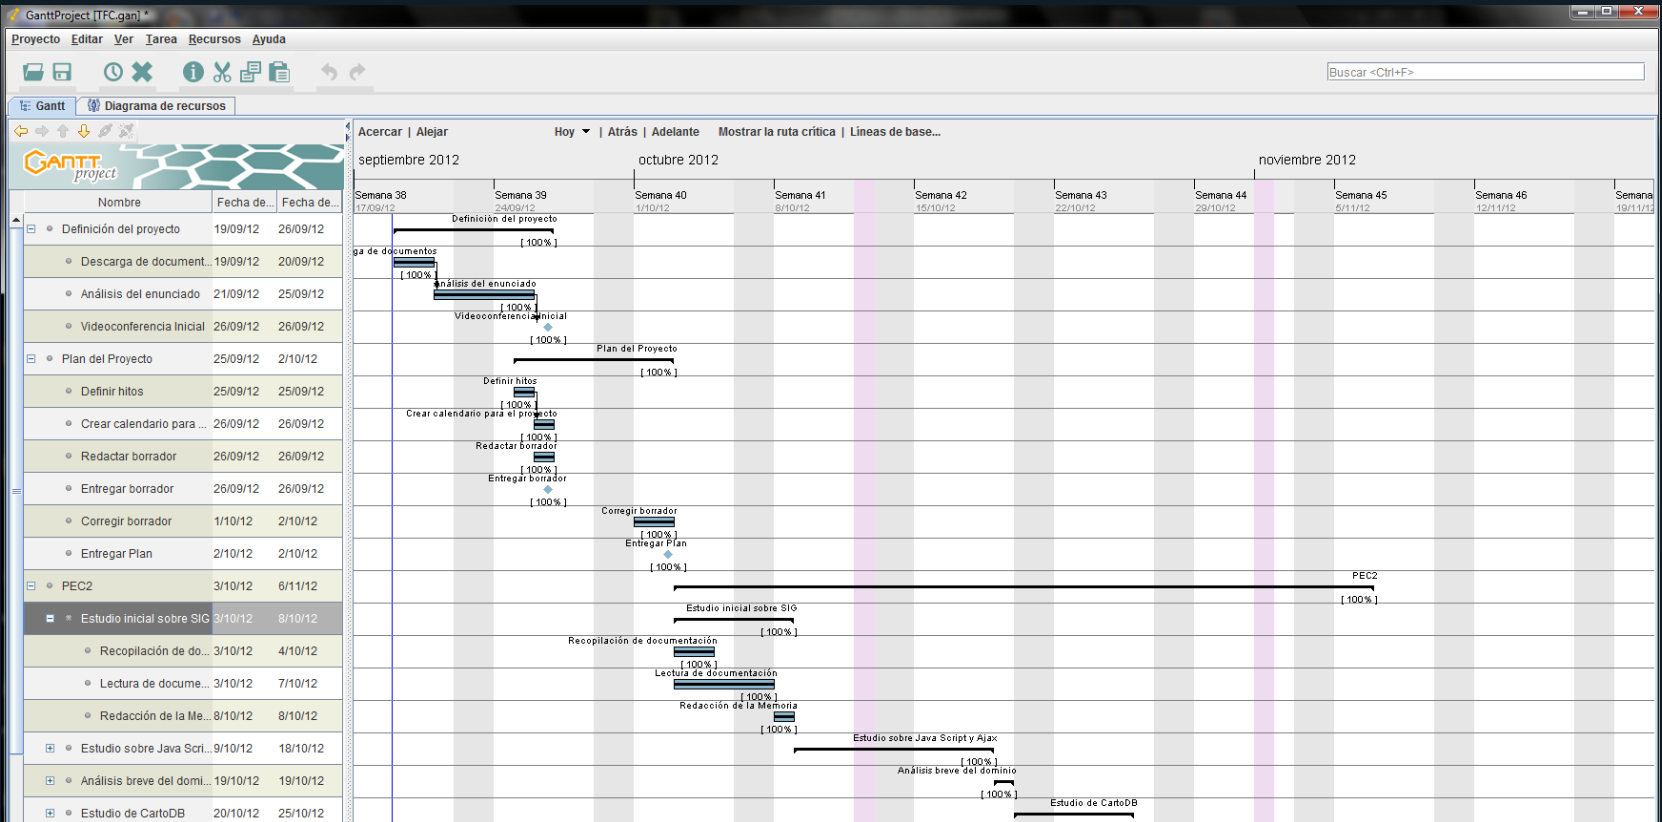 GanttProject [TFC.gan] *
Proyecto Editar Ver Tarea Recursos Ayuda
Buscar <Ctrl+F>
Gantt Diagrama de recursos
Acercar | Alejar Hoy | Atrás | Adelante Mostrar la ruta crítica | Líneas de base...
GANTT project
septiembre 2012 octubre 2012 noviembre 2012
Nombre Fecha de... Fecha de...
Semana 38 Semana 39 Semana 40 Semana 41 Semana 42 Semana 43 Semana 44 Semana 45 Semana 46 Semana
17/09/12 24/09/12 1/10/12 8/10/12 15/10/12 22/10/12 29/10/12 5/11/12 12/11/12 19/11/12
Definición del proyecto 19/09/12 26/09/12
Definición del proyecto
[ 100% ]
Descarga de document... 19/09/12 20/09/12
ga de documentos
[ 100% ]
Análisis del enunciado 21/09/12 25/09/12
análisis del enunciado
[ 100% ]
Videoconferencia Inicial 26/09/12 26/09/12
Videoconferencia Inicial
[ 100% ]
Plan del Proyecto 25/09/12 2/10/12
Plan del Proyecto
[ 100% ]
Definir hitos 25/09/12 25/09/12
Definir hitos
[ 100% ]
Crear calendario para ... 26/09/12 26/09/12
Crear calendario para el proyecto
[ 100% ]
Redactar borrador 26/09/12 26/09/12
Redactar borrador
[ 100% ]
Entregar borrador 26/09/12 26/09/12
Entregar borrador
[ 100% ]
Corregir borrador 1/10/12 2/10/12
Corregir borrador
[ 100% ]
Entregar Plan 2/10/12 2/10/12
Entregar Plan
[ 100% ]
PEC2 3/10/12 6/11/12
PEC2
[ 100% ]
Estudio inicial sobre SIG 3/10/12 8/10/12
Estudio inicial sobre SIG
[ 100% ]
Recopilación de do... 3/10/12 4/10/12
Recopilación de documentación
[ 100% ]
Lectura de docume... 3/10/12 7/10/12
Lectura de documentación
[ 100% ]
Redacción de la Me... 8/10/12 8/10/12
Redacción de la Memoria
[ 100% ]
Estudio sobre Java Scri... 9/10/12 18/10/12
Estudio sobre Java Script y Ajax
[ 100% ]
Análisis breve del domi... 19/10/12 19/10/12
Análisis breve del dominio
[ 100% ]
Estudio de CartoDB 20/10/12 25/10/12
Estudio de CartoDB